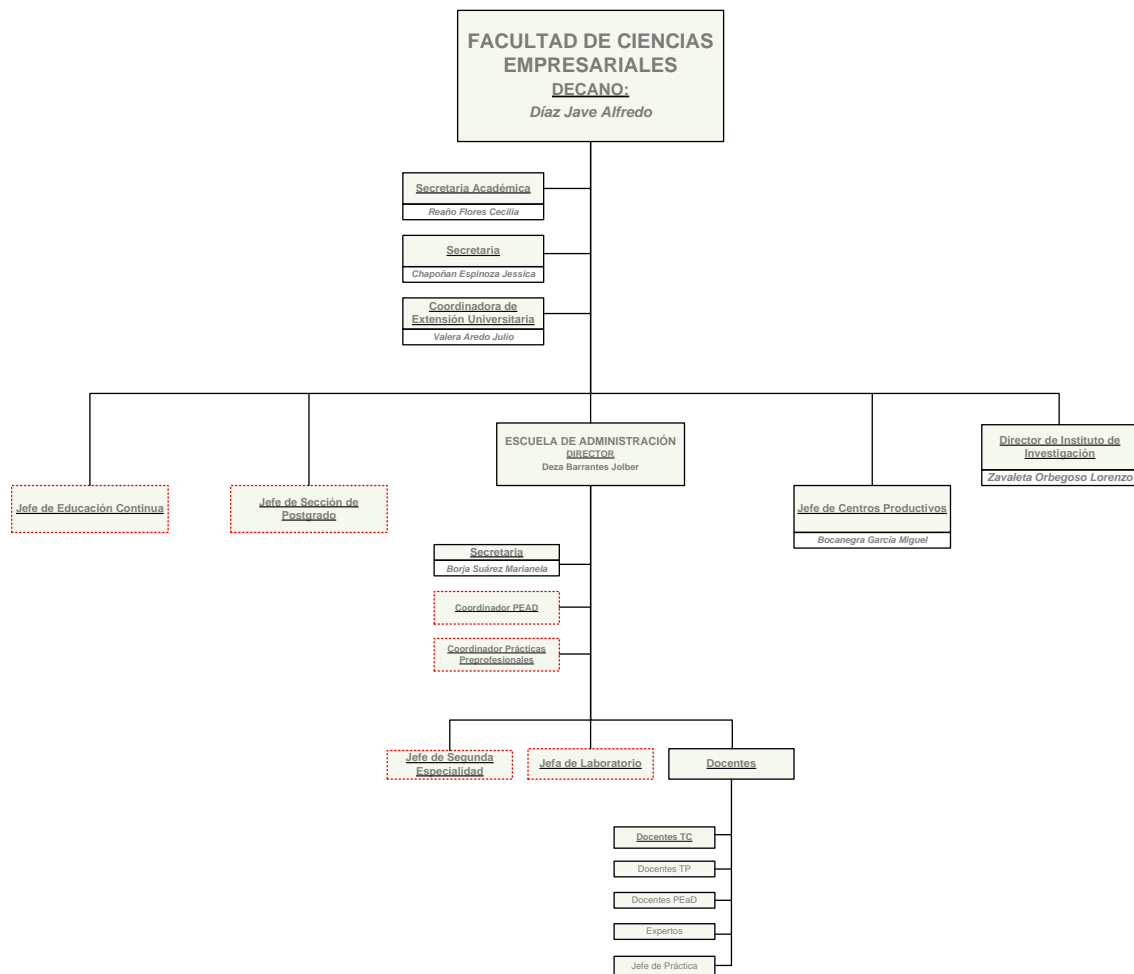 FACULTAD DE CIENCIAS
EMPRESARIALES
DECANO:
Díaz Jave Alfredo
Secretaria Académica
Reaño Flores Cecilia
Secretaria
Chapoñan Espinoza Jessica
Coordinadora de
Extensión Universitaria
Valera Aredo Julio
ESCUELA DE ADMINISTRACIÓN
DIRECTOR
Deza Barrantes Jolber
Director de Instituto de
Investigación
Zavaleta Orbegoso Lorenzo
Jefe de Educación Continua
Jefe de Sección de
Postgrado
Jefe de Centros Productivos
Bocanegra García Miguel
Secretaria
Borja Suárez Marianela
Coordinador PEAD
Coordinador Prácticas
Preprofesionales
Jefe de Segunda
Especialidad
Jefa de Laboratorio
Docentes
Docentes TC
Docentes TP
Docentes PEaD
Expertos
Jefe de Práctica